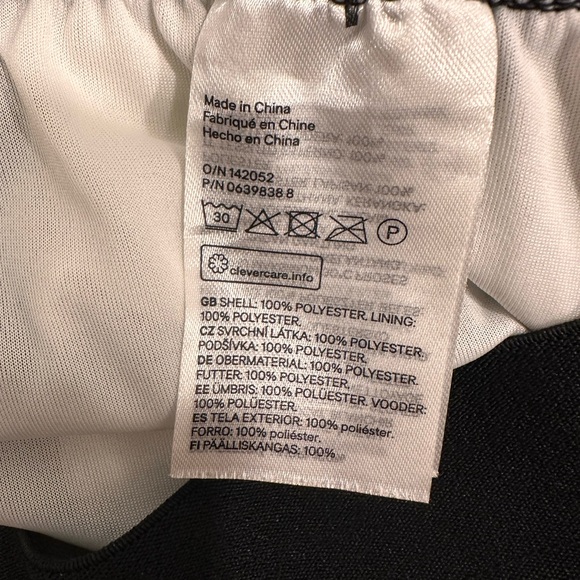 Made in China
Fabriqué en Chine
Hecho en China
O/N 142052
P/N 0639838 8
30
P
clevercare.info
GB SHELL: 100% POLYESTER. LINING:
100% POLYESTER.
CZ SVRCHNÍ LÁTKA: 100% POLYESTER.
PODŠÍVKA: 100% POLYESTER.
DE OBERMATERIAL: 100% POLYESTER.
FUTTER: 100% POLYESTER.
EE ÜMBRIS: 100% POLÜESTER. VOODER:
100% POLÜESTER.
ES TELA EXTERIOR: 100% poliéster.
FORRO: 100% poliéster.
FI PÄÄLLISKANGAS: 100%